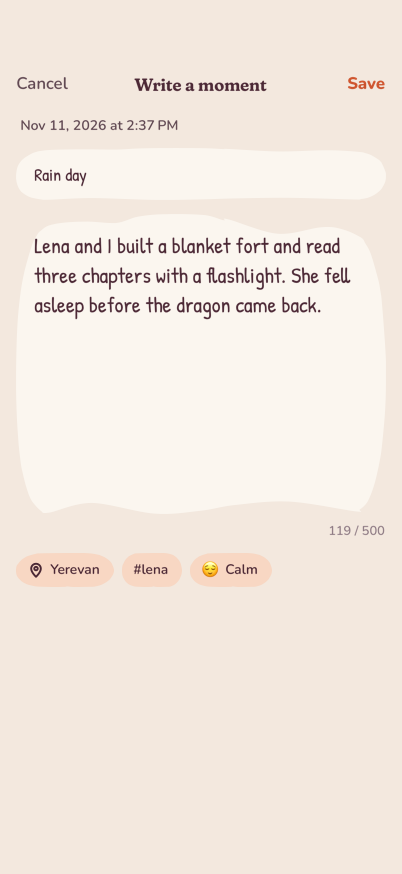 Cancel Write a moment Save
Nov 11, 2026 at 2:37 PM
Rain day
Lena and I built a blanket fort and read
three chapters with a flashlight. She fell
asleep before the dragon came back.
119 / 500
Yerevan #lena Calm